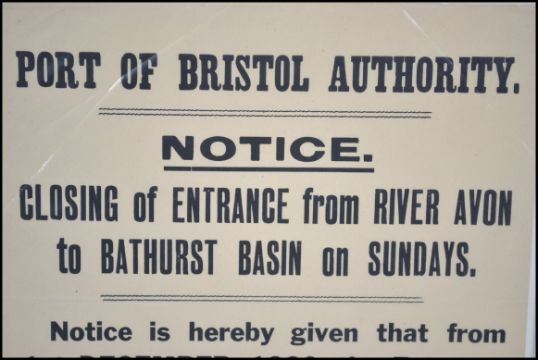 PORT OF BRISTOL AUTHORITY.
NOTICE.
CLOSING of ENTRANCE from RIVER AVON
to BATHURST BASIN on SUNDAYS.
Notice is hereby given that from
DECEMBER